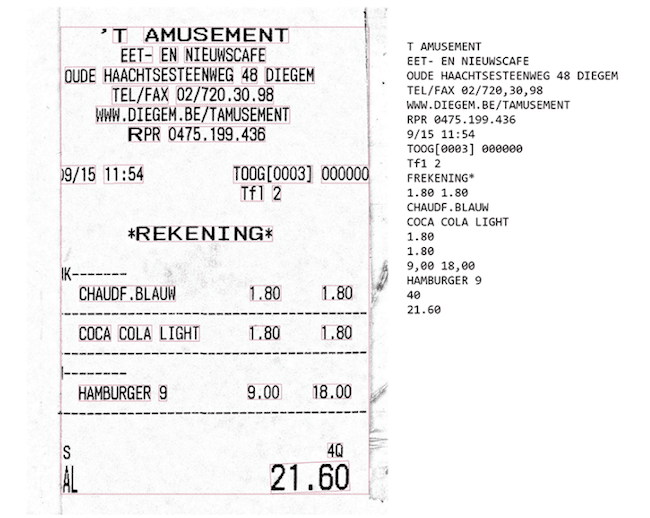 'T AMUSEMENT
EET- EN NIEUWSCAFE
OUDE HAACHTSESTEENWEG 48 DIEGEM
TEL/FAX 02/720.30.98
WWW.DIEGEM.BE/TAMUSEMENT
RPR 0475.199.436
09/15 11:54 TOOG[0003] 000000
Tf1 2
*REKENING*
IK-------
CHAUDF.BLAUW 1.80 1.80
COCA COLA LIGHT 1.80 1.80
HAMBURGER 9 9.00 18.00
S 4Q
AL 21.60
T AMUSEMENT
EET- EN NIEUWSCAFE
OUDE HAACHTSESTEENWEG 48 DIEGEM
TEL/FAX 02/720,30,98
WWW.DIEGEM.BE/TAMUSEMENT
RPR 0475.199.436
9/15 11:54
TOOG[0003] 000000
Tf1 2
FREKENING*
1.80 1.80
CHAUDF.BLAUW
COCA COLA LIGHT
1.80
1.80
9,00 18,00
HAMBURGER 9
40
21.60